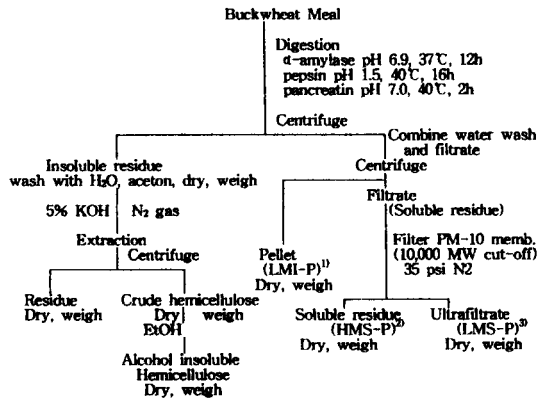 Buckwheat Meal
Digestion
α-amylase pH 6.9, 37℃, 12h
pepsin pH 1.5, 40℃, 16h
pancreatin pH 7.0, 40℃, 2h
Centrifuge
Combine water wash
and filtrate
Insoluble residue
wash with H₂O, aceton, dry, weigh
Centrifuge
5% KOH N₂ gas
Filtrate
(Soluble residue)
Extraction
Centrifuge
Pellet
(LMI-P)¹⁾
Dry, weigh
Filter PM-10 memb.
(10,000 MW cut-off)
35 psi N2
Residue
Dry, weigh
Crude hemicellulose
Dry weigh
EtOH
Soluble residue
(HMS-P)²⁾
Dry, weigh
Ultrafiltrate
(LMS-P)³⁾
Dry, weigh
Alcohol insoluble
Hemicellulose
Dry, weigh